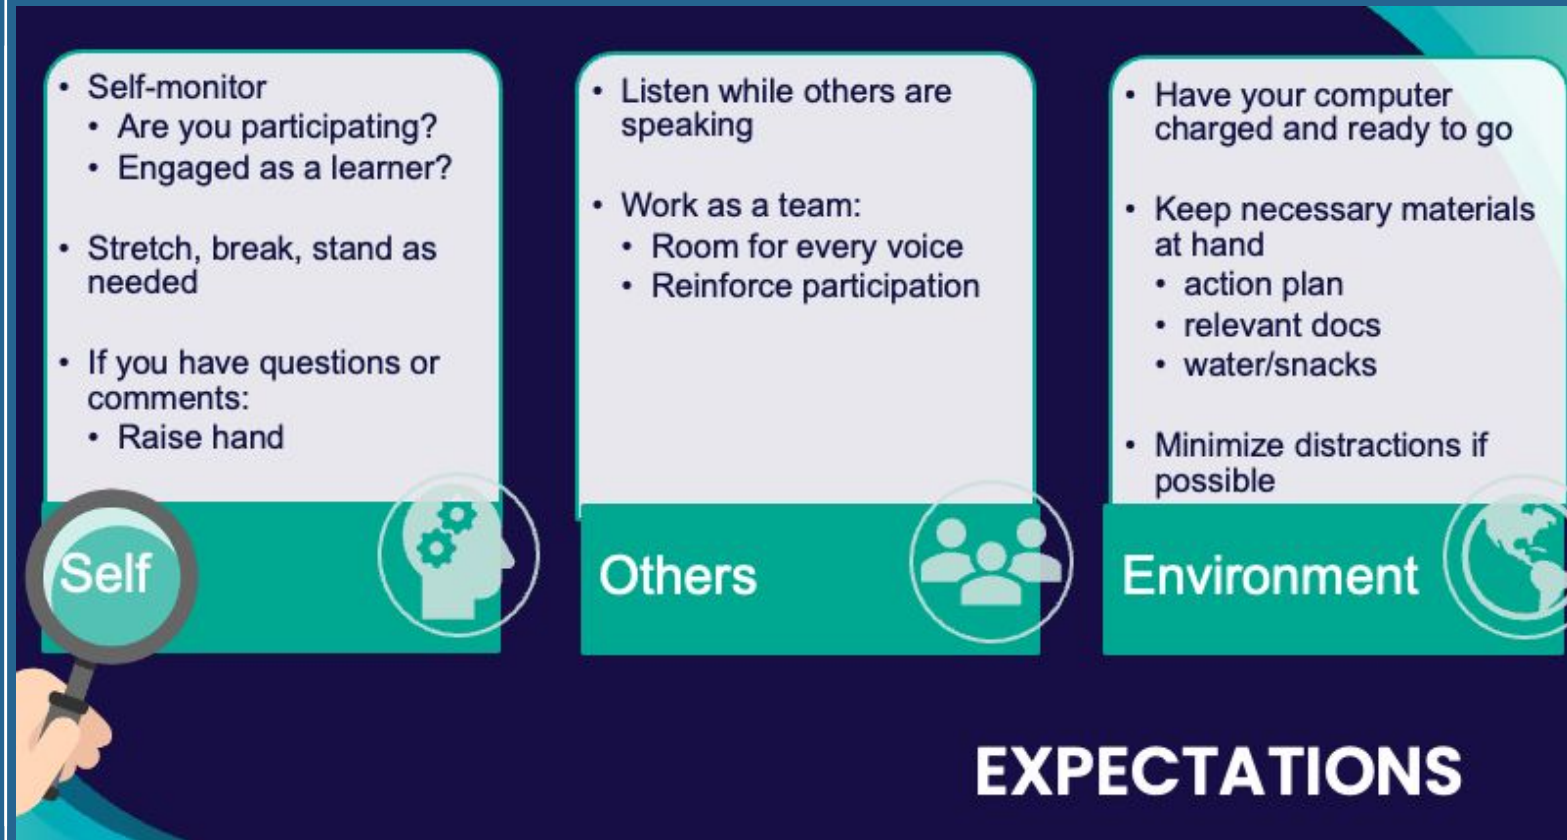 • Self-monitor
• Are you participating?
• Engaged as a learner?
• Stretch, break, stand as
needed
• If you have questions or
comments:
• Raise hand
Self
• Listen while others are
speaking
• Work as a team:
• Room for every voice
• Reinforce participation
Others
• Have your computer
charged and ready to go
• Keep necessary materials
at hand
• action plan
• relevant docs
• water/snacks
• Minimize distractions if
possible
Environment
EXPECTATIONS